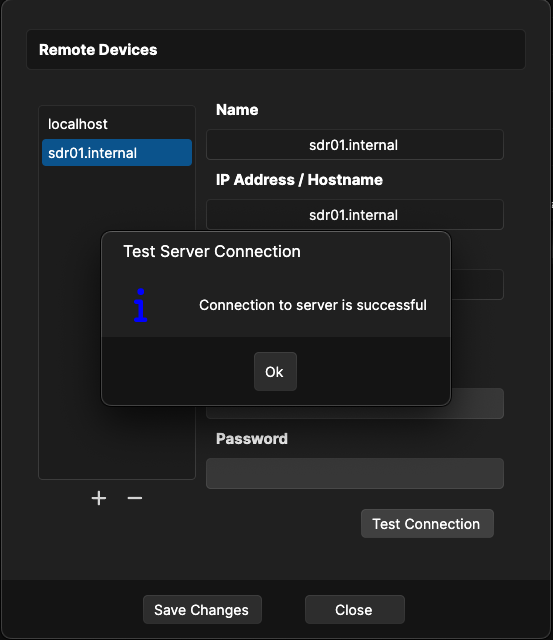 Remote Devices
localhost
sdr01.internal
Name
sdr01.internal
IP Address / Hostname
sdr01.internal
Test Server Connection
Connection to server is successful
Ok
Password
Test Connection
Save Changes
Close